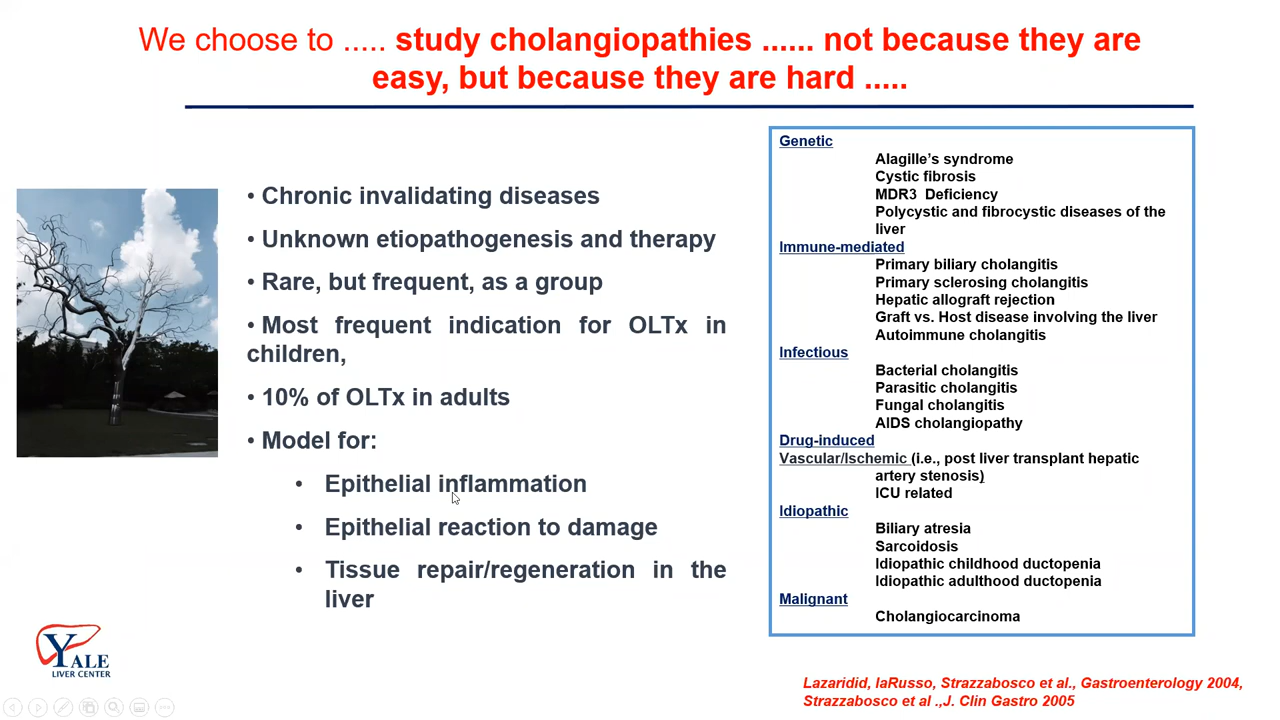 We choose to ..... study cholangiopathies ...... not because they are
easy, but because they are hard .....
• Chronic invalidating diseases
• Unknown etiopathogenesis and therapy
• Rare, but frequent, as a group
• Most frequent indication for OLTx in
children,
• 10% of OLTx in adults
• Model for:
• Epithelial inflammation
• Epithelial reaction to damage
• Tissue repair/regeneration in the
liver
Genetic
Alagille's syndrome
Cystic fibrosis
MDR3 Deficiency
Polycystic and fibrocystic diseases of the
liver
Immune-mediated
Primary biliary cholangitis
Primary sclerosing cholangitis
Hepatic allograft rejection
Graft vs. Host disease involving the liver
Autoimmune cholangitis
Infectious
Bacterial cholangitis
Parasitic cholangitis
Fungal cholangitis
AIDS cholangiopathy
Drug-induced
Vascular/Ischemic (i.e., post liver transplant hepatic
artery stenosis)
ICU related
Idiopathic
Biliary atresia
Sarcoidosis
Idiopathic childhood ductopenia
Idiopathic adulthood ductopenia
Malignant
Cholangiocarcinoma
YALE
LIVER CENTER
Lazaridid, laRusso, Strazzabosco et al., Gastroenterology 2004,
Strazzabosco et al .,J. Clin Gastro 2005